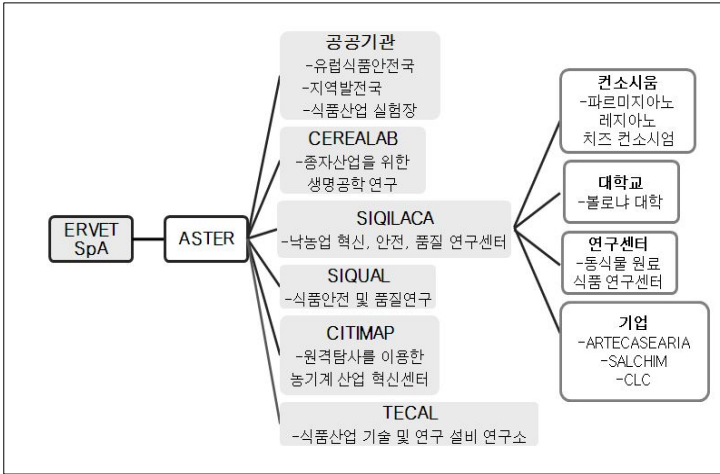 ERVET
SpA
ASTER
공공기관
-유럽식품안전국
-지역발전국
-식품산업 실험장
CEREALAB
-종자산업을 위한
생명공학 연구
SIQILACA
-낙농업 혁신, 안전, 품질 연구센터
SIQUAL
-식품안전 및 품질연구
CITIMAP
-원격탐사를 이용한
농기계 산업 혁신센터
TECAL
-식품산업 기술 및 연구 설비 연구소
컨소시움
-파르미지아노
레지아노
치즈 컨소시엄
대학교
-볼로냐 대학
연구센터
-동식물 원료
식품 연구센터
기업
-ARTECASEARIA
-SALCHIM
-CLC